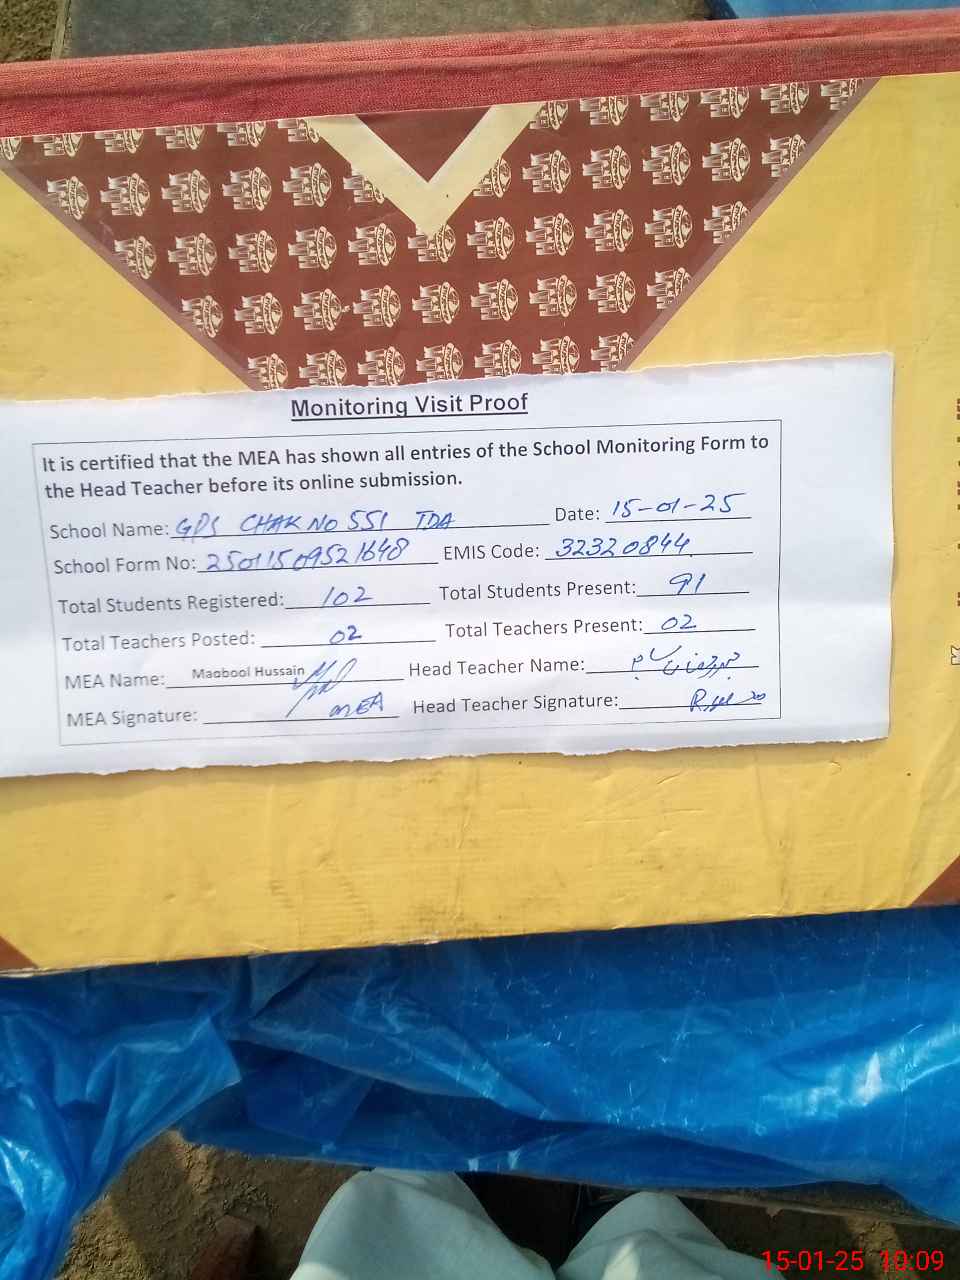 Monitoring Visit Proof
It is certified that the MEA has shown all entries of the School Monitoring Form to
the Head Teacher before its online submission.
School Name: GPS CHAK NO 551 TDA Date: 15-01-25
School Form No: 25011509521648 EMIS Code: 32320844
Total Students Registered: 102 Total Students Present: 91
Total Teachers Posted: 02 Total Teachers Present: 02
MEA Name: Maqbool Hussain Head Teacher Name:
MEA Signature: MEA Head Teacher Signature:
15-01-25 10:09